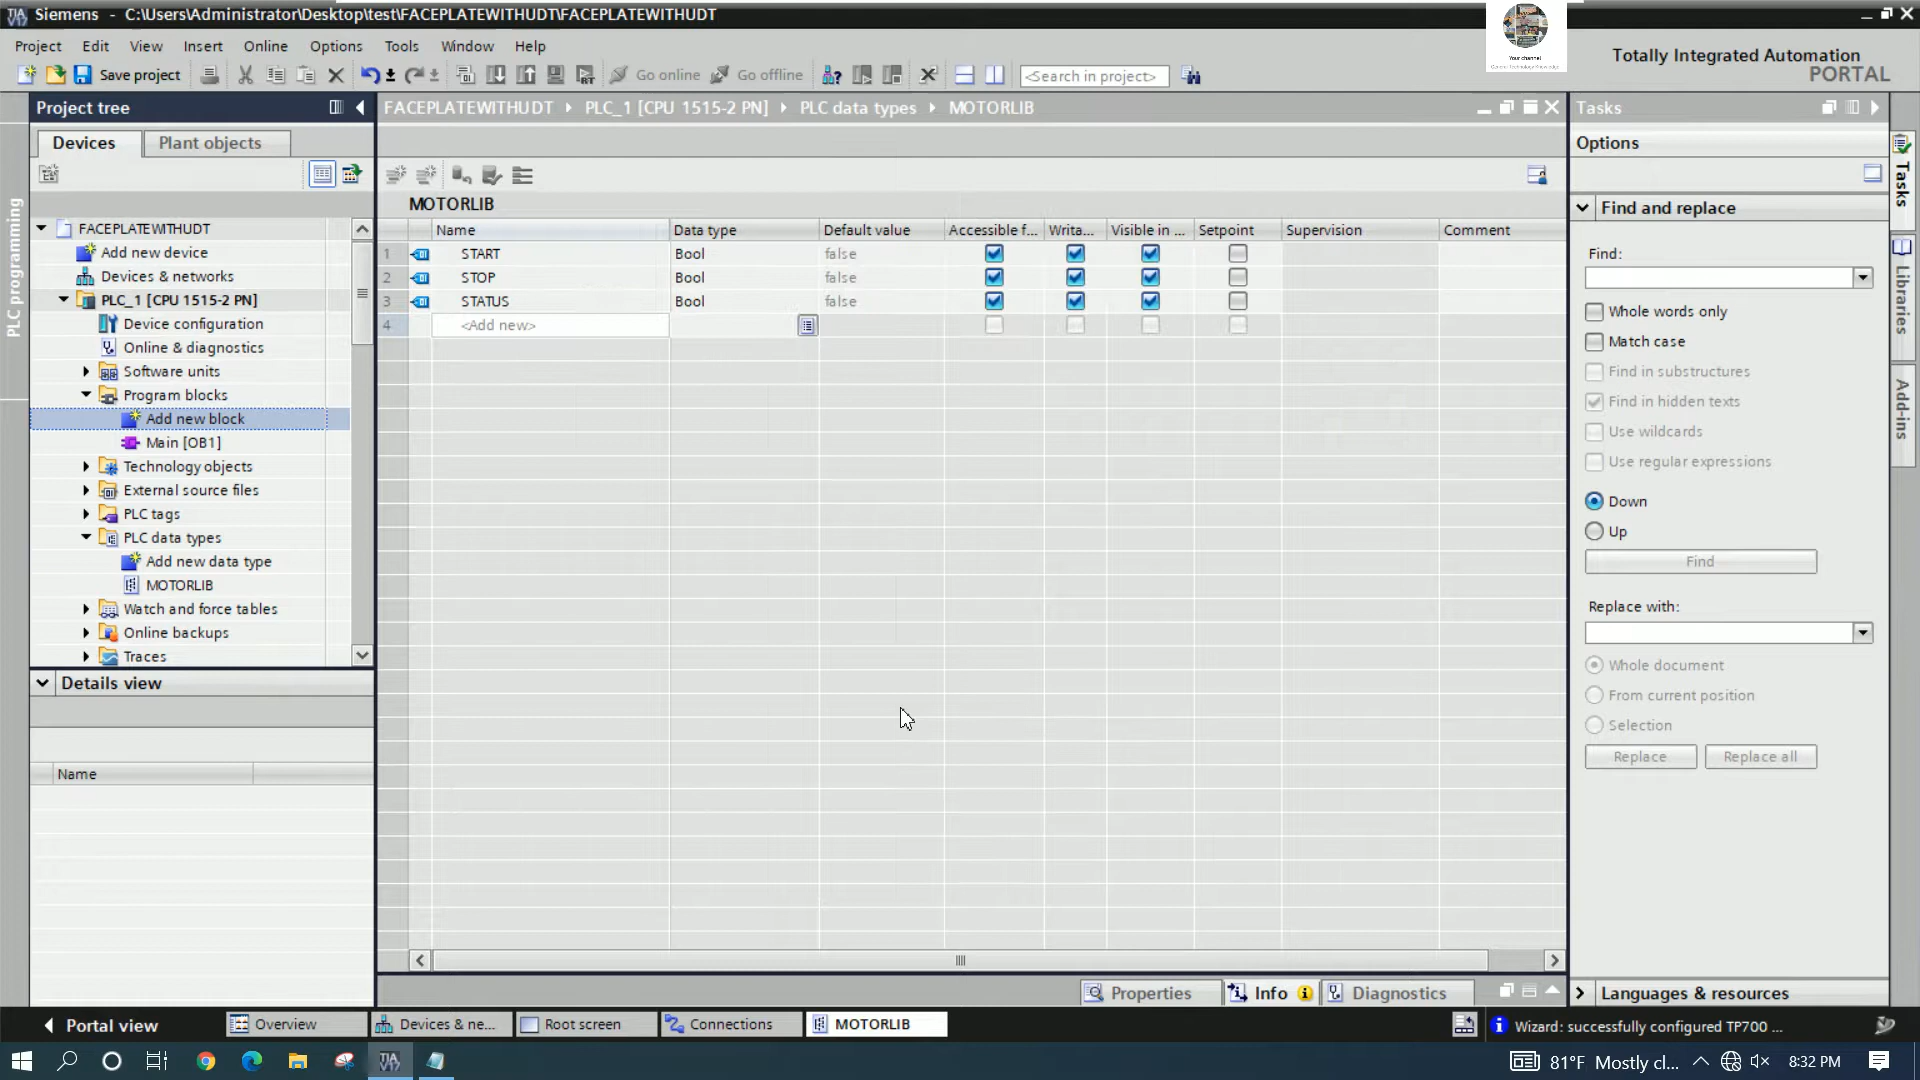 Siemens - C:\Users\Administrator\Desktop\test\FACEPLATEWITHUDT\FACEPLATEWITHUDT
Your channel
Project Edit View Insert Online Options Tools Window Help
Totally Integrated Automation
PORTAL
Save project
Go online
Go offline
<Search in project>
Project tree
FACEPLATEWITHUDT PLC_1 [CPU 1515-2 PN] PLC data types MOTORLIB
Tasks
Devices
Plant objects
Options
PLC programming
MOTORLIB
Find and replace
Name Data type Default value Accessible f... Writa... Visible in ... Setpoint Supervision Comment
1 START Bool false
2 STOP Bool false
3 STATUS Bool false
4 <Add new>
FACEPLATEWITHUDT
Add new device
Devices & networks
PLC_1 [CPU 1515-2 PN]
Device configuration
Online & diagnostics
Software units
Program blocks
Add new block
Main [OB1]
Technology objects
External source files
PLC tags
PLC data types
Add new data type
MOTORLIB
Watch and force tables
Online backups
Traces
Details view
Name
Find:
Whole words only
Match case
Find in substructures
Find in hidden texts
Use wildcards
Use regular expressions
Down
Up
Find
Replace with:
Whole document
From current position
Selection
Replace
Replace all
Languages & resources
Tasks
Libraries
Add-ins
Properties
Info
Diagnostics
Portal view
Overview
Devices & ne...
Root screen
Connections
MOTORLIB
Wizard: successfully configured TP700 ...
81°F Mostly cl...
8:32 PM